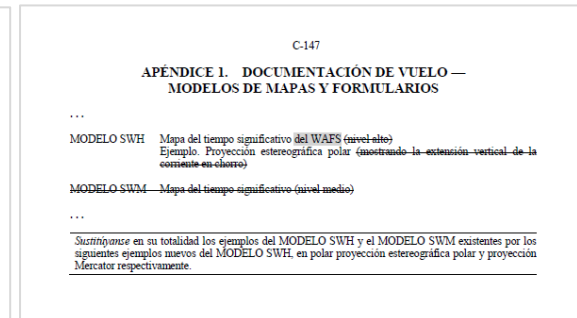 C-147
APÉNDICE 1. DOCUMENTACIÓN DE VUELO —
MODELOS DE MAPAS Y FORMULARIOS
. . .
MODELO SWH Mapa del tiempo significativo del WAFS (nivel alto)
Ejemplo. Proyección estereográfica polar (mostrando la extensión vertical de la
corriente en chorro)
MODELO SWM Mapa del tiempo significativo (nivel medio)
. . .
Sustitúyanse en su totalidad los ejemplos del MODELO SWH y el MODELO SWM existentes por los
siguientes ejemplos nuevos del MODELO SWH, en polar proyección estereográfica polar y proyección
Mercator respectivamente.